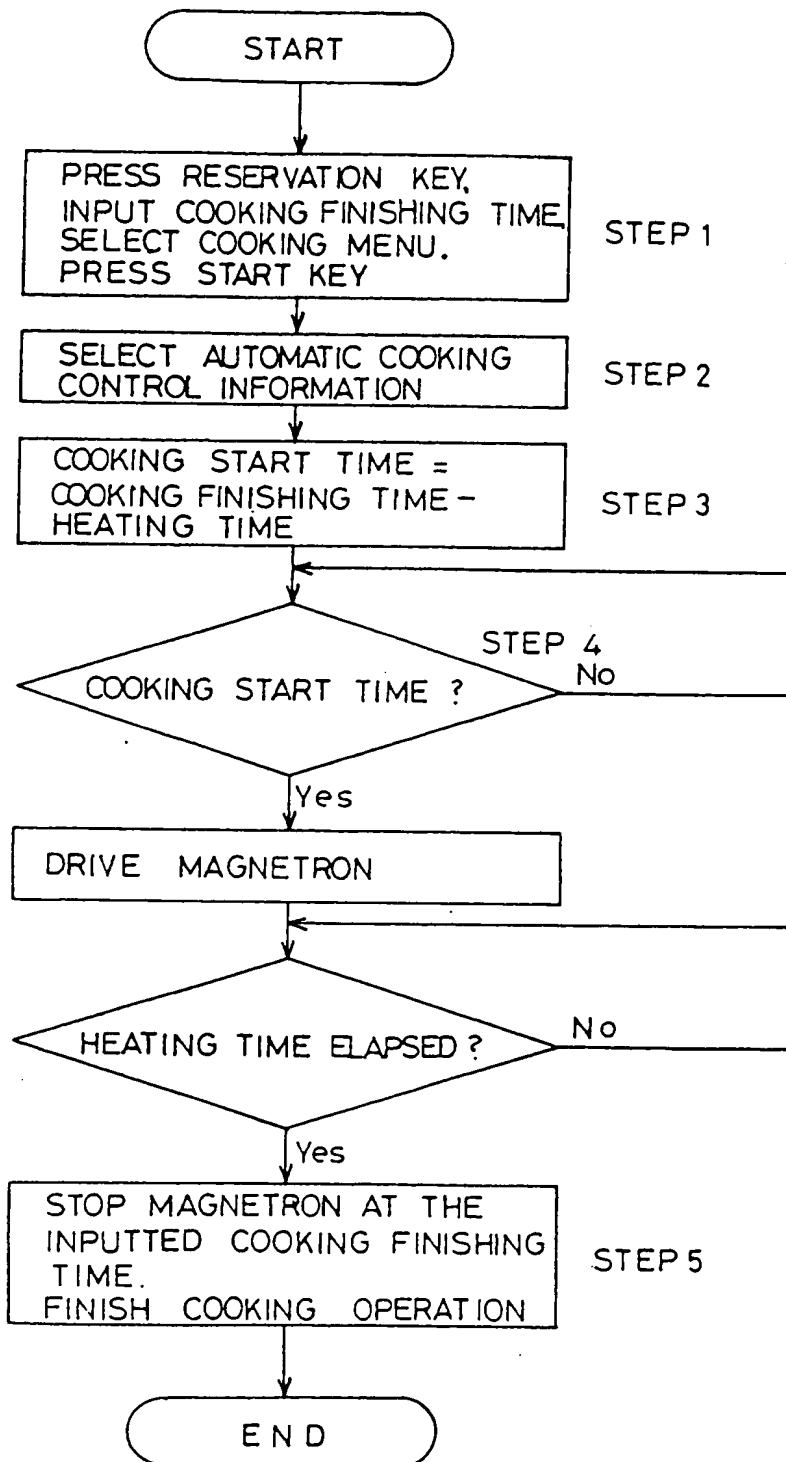 START
PRESS RESERVATION KEY.
INPUT COOKING FINISHING TIME.
SELECT COOKING MENU.
PRESS START KEY
STEP 1
SELECT AUTOMATIC COOKING
CONTROL INFORMATION
STEP 2
COOKING START TIME =
COOKING FINISHING TIME -
HEATING TIME
STEP 3
STEP 4
COOKING START TIME ?
No
Yes
DRIVE MAGNETRON
HEATING TIME ELAPSED ?
No
Yes
STOP MAGNETRON AT THE
INPUTTED COOKING FINISHING
TIME.
FINISH COOKING OPERATION
STEP 5
END